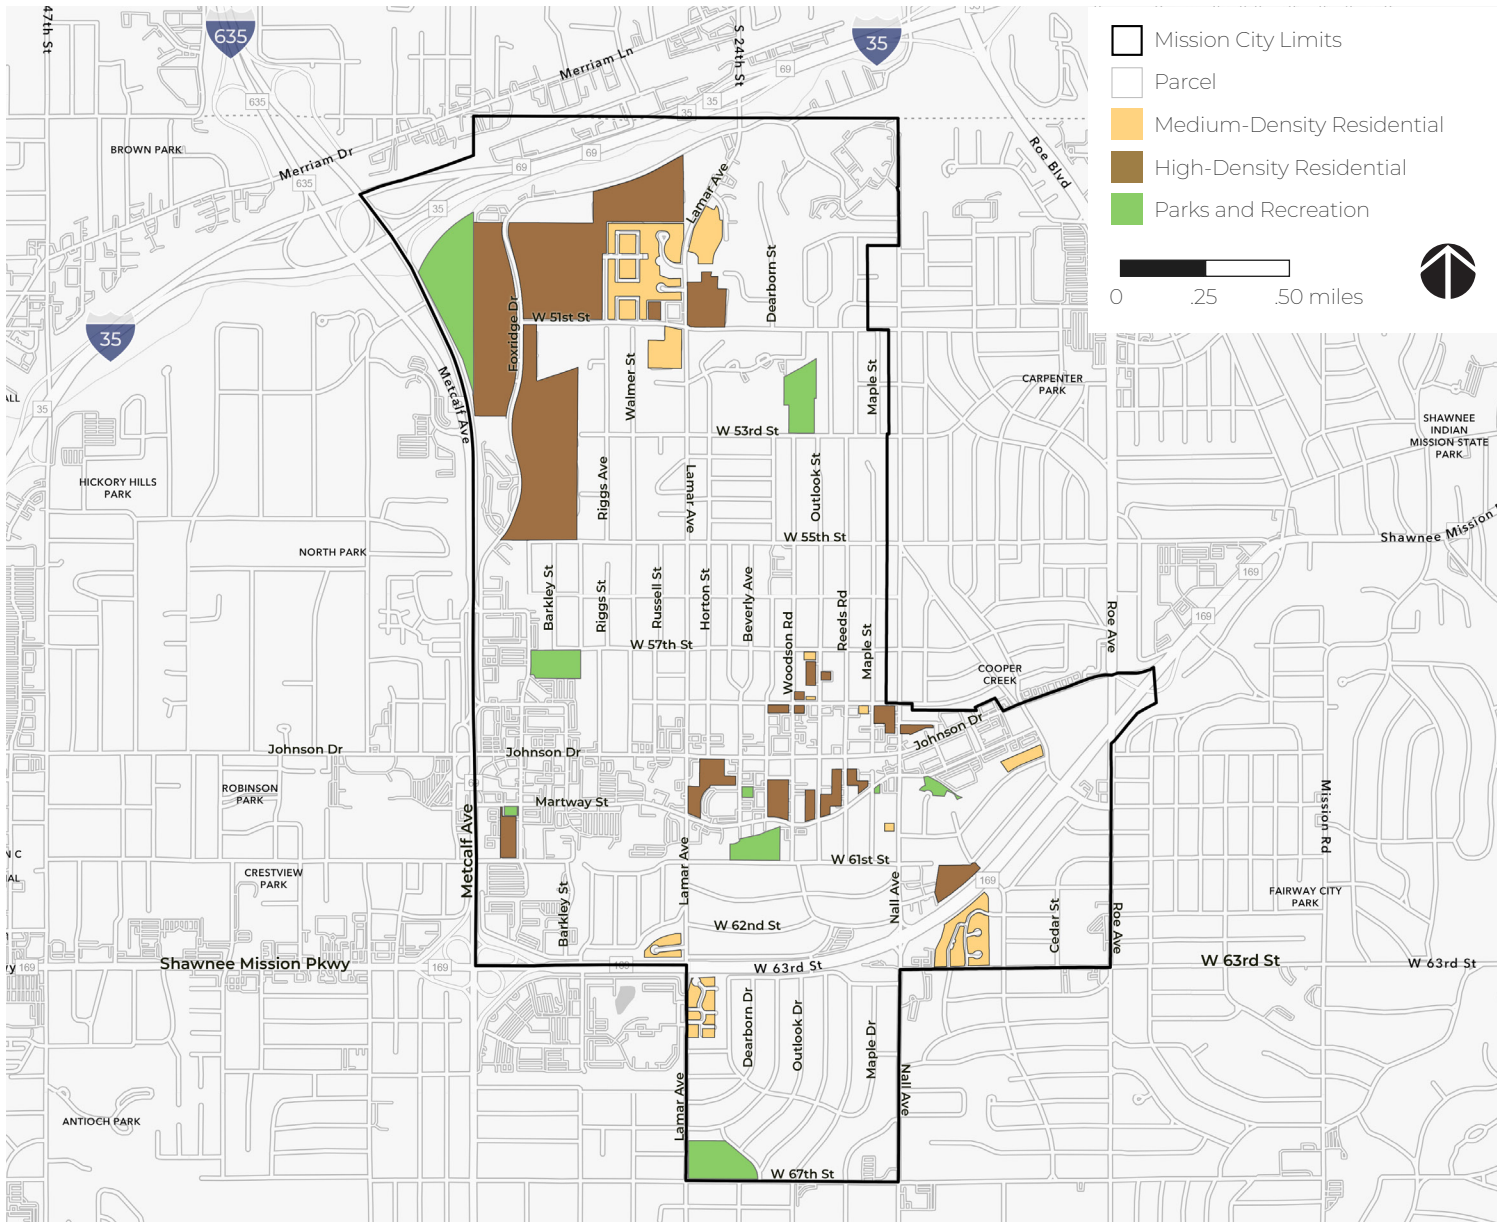 47th St
635
Merriam Ln
S 24th St
35
69
35
35
635
BROWN PARK
Merriam Dr
635
69
69
35
Lamar Ave
Roe Blvd
Mission City Limits
Parcel
Medium-Density Residential
High-Density Residential
Parks and Recreation
0 .25 .50 miles
Dearborn St
35
W 51st St
Foxridge Dr
Metcalf Ave
Walmer St
Maple St
CARPENTER
PARK
35
ALL
W 53rd St
SHAWNEE
INDIAN
MISSION STATE
PARK
HICKORY HILLS
PARK
Riggs Ave
Lamar Ave
Outlook St
W 55th St
Shawnee Mission
NORTH PARK
169
169
Barkley St
Riggs St
Russell St
Horton St
Beverly Ave
Woodson Rd
Reeds Rd
Maple St
Roe Ave
W 57th St
COOPER
CREEK
Johnson Dr
Johnson Dr
Johnson Dr
69
ROBINSON
PARK
Martway St
Metcalf Ave
Mission Rd
N C
AL
CRESTVIEW
PARK
Lamar Ave
W 61st St
169
Nall Ave
Barkley St
W 62nd St
Cedar St
Roe Ave
FAIRWAY CITY
PARK
169
Shawnee Mission Pkwy
169
169
W 63rd St
W 63rd St
W 63rd St
Dearborn Dr
Outlook Dr
Maple Dr
Lamar Ave
Nall Ave
ANTIOCH PARK
W 67th St